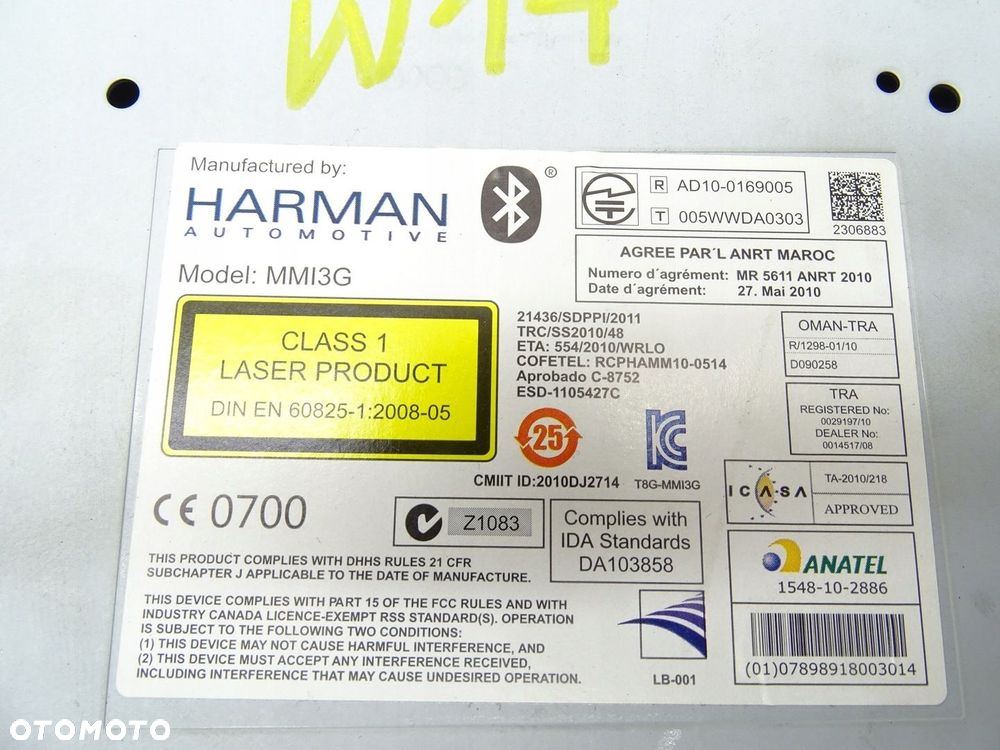 W17
Manufactured by:
HARMAN
AUTOMOTIVE
®
R AD10-0169005
T 005WWDA0303
2306883
AGREE PAR´L ANRT MAROC
Numero d´agrément: MR 5611 ANRT 2010
Date d´agrément: 27. Mai 2010
Model: MMI3G
CLASS 1
LASER PRODUCT
DIN EN 60825-1:2008-05
21436/SDPPI/2011
TRC/SS2010/48
ETA: 554/2010/WRLO
COFETEL: RCPHAMM10-0514
Aprobado C-8752
ESD-1105427C
OMAN-TRA
R/1298-01/10
D090258
TRA
REGISTERED No:
0029197/10
DEALER No:
0014517/08
25
CMIIT ID:2010DJ2714
T8G-MMI3G
ICASA
TA-2010/218
APPROVED
CE 0700
Z1083
Complies with
IDA Standards
DA103858
ANATEL
1548-10-2886
(01)07898918003014
THIS PRODUCT COMPLIES WITH DHHS RULES 21 CFR
SUBCHAPTER J APPLICABLE TO THE DATE OF MANUFACTURE.
THIS DEVICE COMPLIES WITH PART 15 OF THE FCC RULES AND WITH
INDUSTRY CANADA LICENCE-EXEMPT RSS STANDARD(S). OPERATION
IS SUBJECT TO THE FOLLOWING TWO CONDITIONS:
(1) THIS DEVICE MAY NOT CAUSE HARMFUL INTERFERENCE, AND
(2) THIS DEVICE MUST ACCEPT ANY INTERFERENCE RECEIVED,
INCLUDING INTERFERENCE THAT MAY CAUSE UNDESIRED OPERATION.
LB-001
OTOMOTO